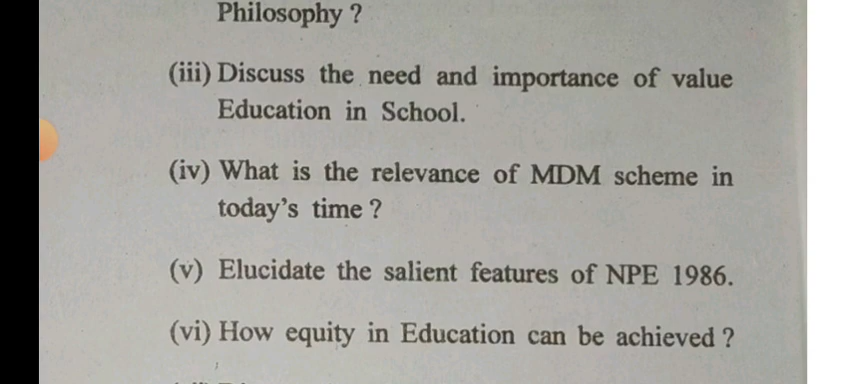 Philosophy ?
(iii) Discuss the need and importance of value
Education in School.
(iv) What is the relevance of MDM scheme in
today's time ?
(v) Elucidate the salient features of NPE 1986.
(vi) How equity in Education can be achieved ?